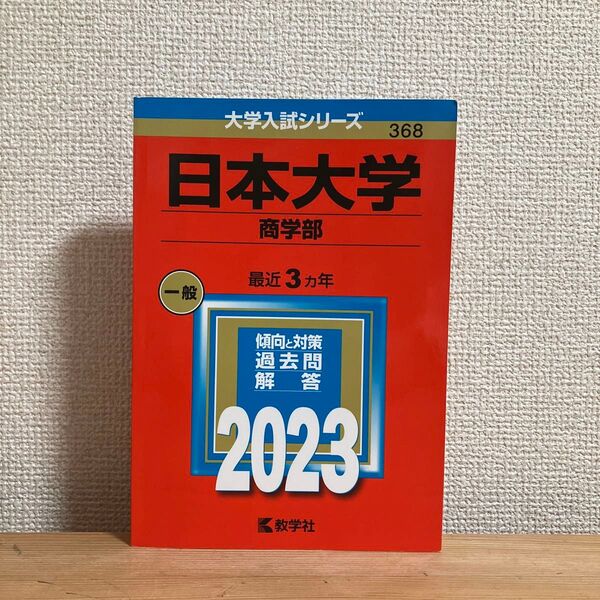 大学入試シリーズ
368
日本大学
商学部
最近3カ年
一般
傾向と対策
過去問
解答
2023
教学社